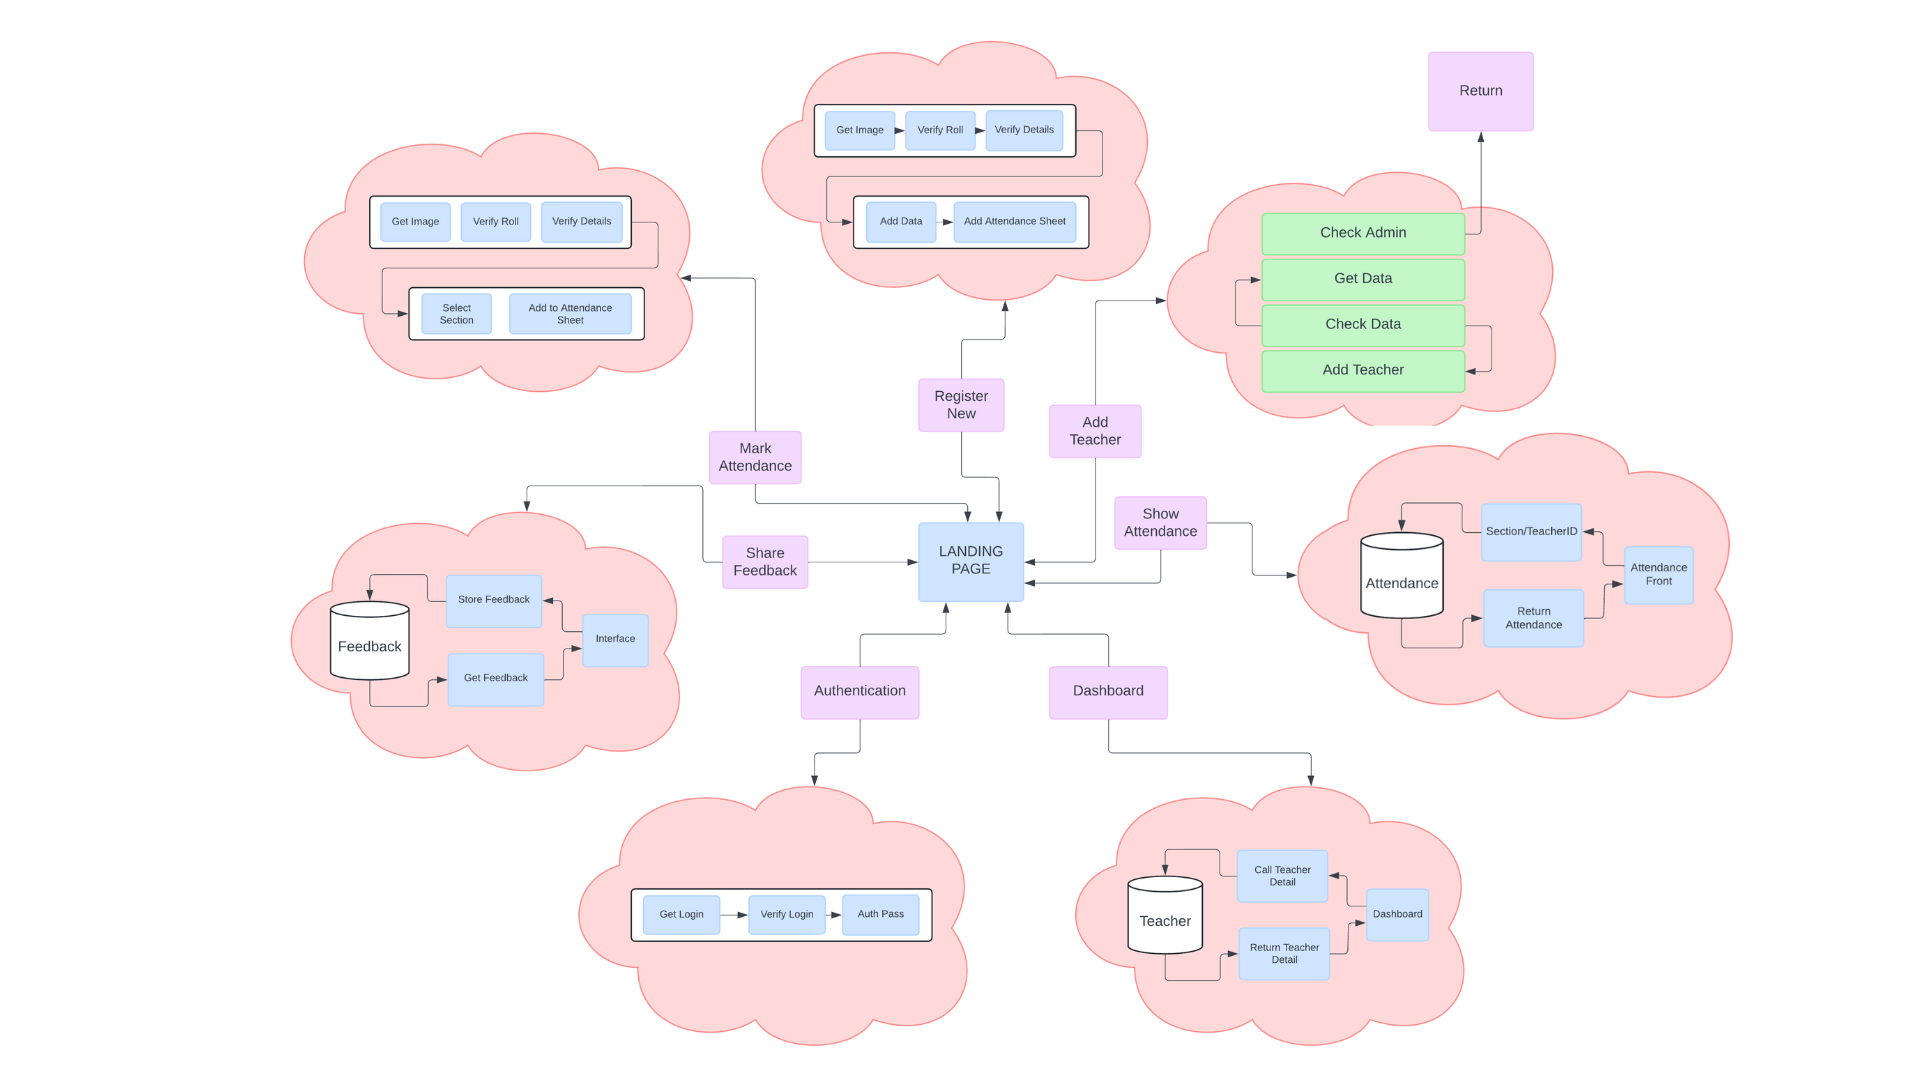 Return
Get Image
Verify Roll
Verify Details
Add Data
Add Attendance Sheet
Get Image
Verify Roll
Verify Details
Select
Section
Add to Attendance
Sheet
Check Admin
Get Data
Check Data
Add Teacher
Register
New
Add
Teacher
Mark
Attendance
Show
Attendance
Share
Feedback
LANDING
PAGE
Attendance
Section/TeacherID
Return
Attendance
Attendance
Front
Feedback
Store Feedback
Get Feedback
Interface
Authentication
Dashboard
Get Login
Verify Login
Auth Pass
Teacher
Call Teacher
Detail
Return Teacher
Detail
Dashboard